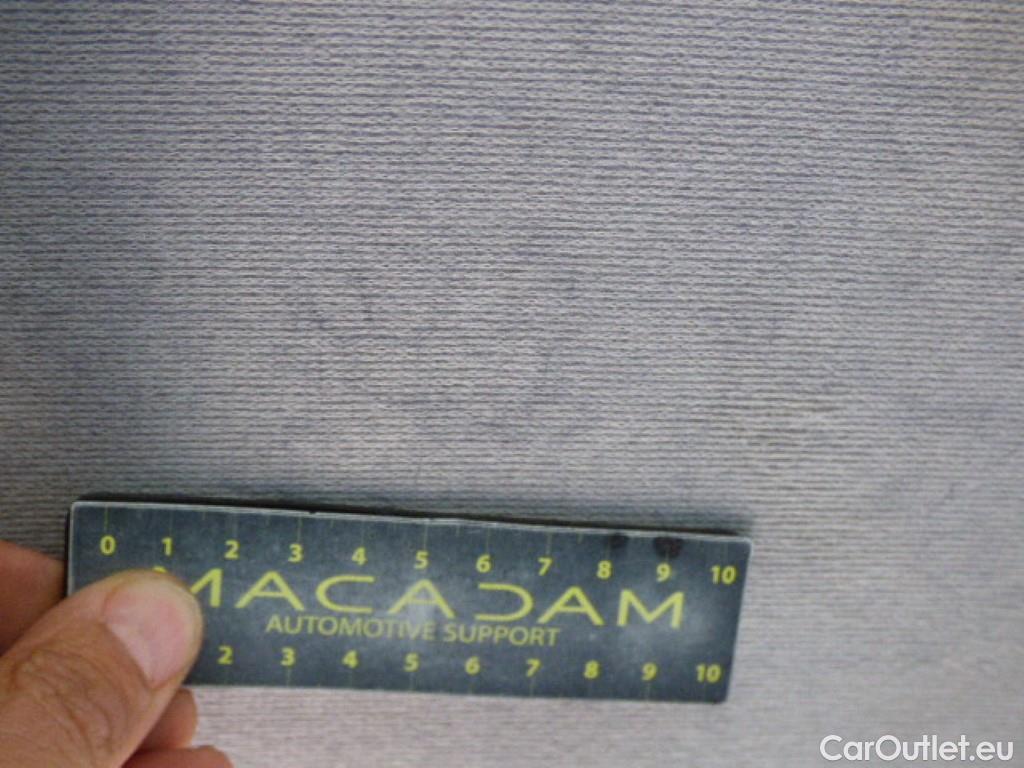 0 1 2 3 4 5 6 7 8 9 10
MACADAM
AUTOMOTIVE SUPPORT
2 3 4 5 6 7 8 9 10
CarOutlet.eu